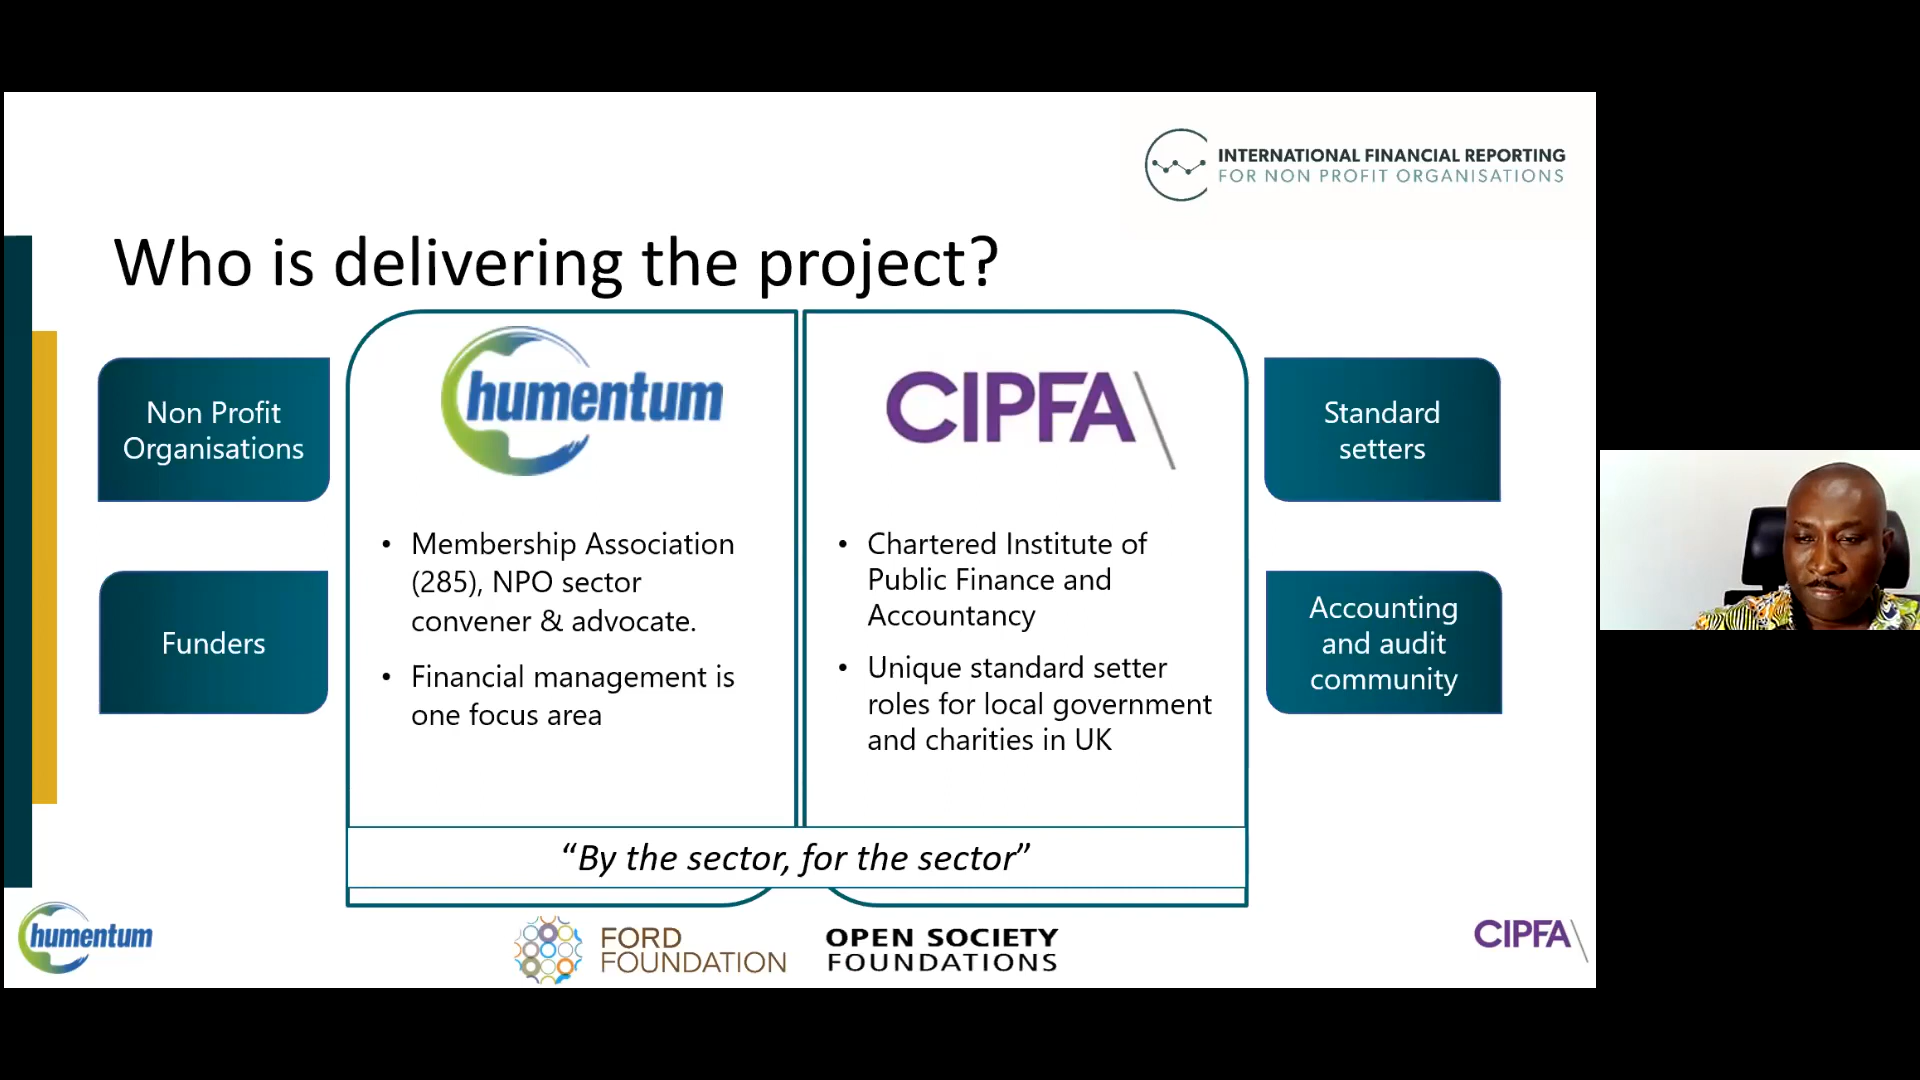 INTERNATIONAL FINANCIAL REPORTING
FOR NON PROFIT ORGANISATIONS
Who is delivering the project?
Non Profit
Organisations
Funders
humentum
• Membership Association
(285), NPO sector
convener & advocate.
• Financial management is
one focus area
CIPFA
• Chartered Institute of
Public Finance and
Accountancy
• Unique standard setter
roles for local government
and charities in UK
Standard
setters
Accounting
and audit
community
“By the sector, for the sector”
humentum
FORD
FOUNDATION
OPEN SOCIETY
FOUNDATIONS
CIPFA